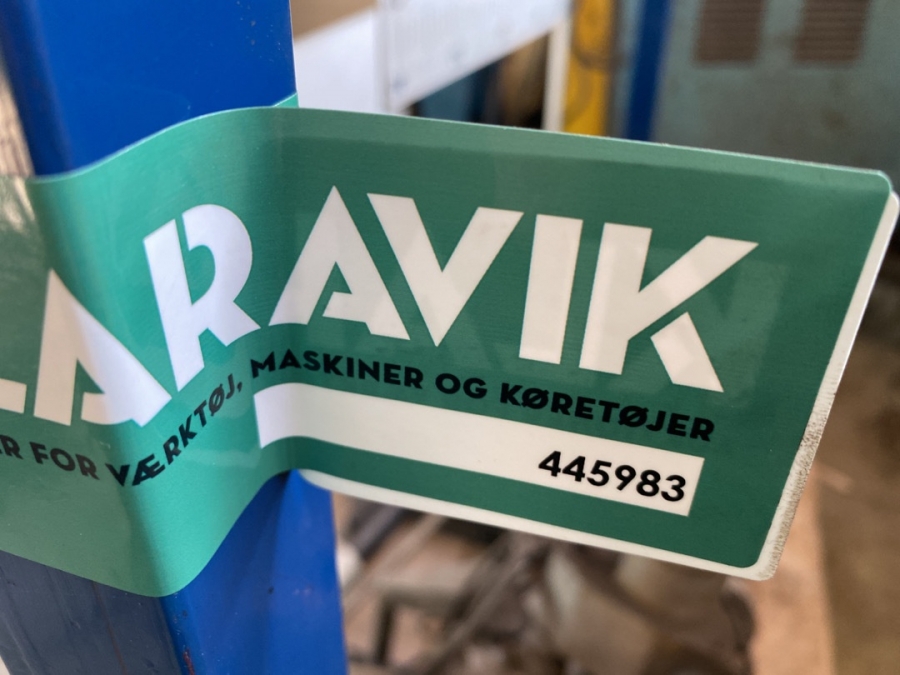 LARAVIK
ER FOR VÆRKTØJ, MASKINER OG KØRETØJER
445983